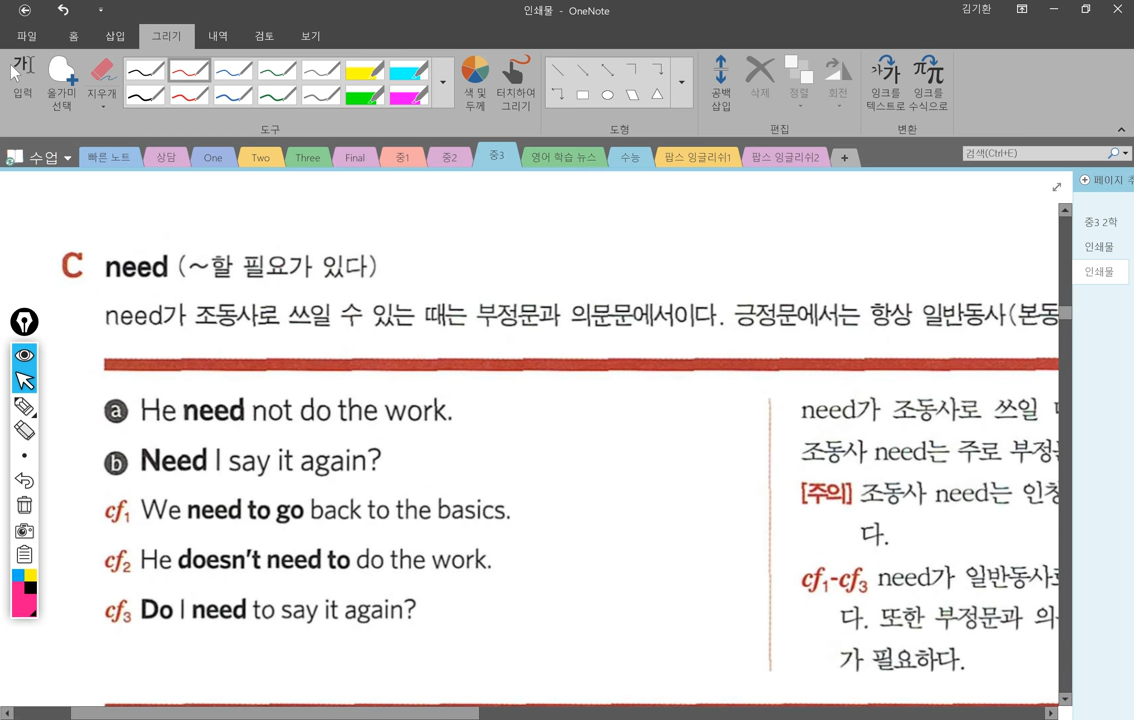 인쇄물 - OneNote
김기환
파일 홈 삽입 그리기 내역 검토 보기
가
입력
올가미
선택
지우개
색 및
두께
터치하여
그리기
공백
삽입
삭제
정렬
회전
잉크를
텍스트로
잉크를
수식으로
도구
도형
편집
변환
수업
빠른 노트 상담 One Two Three Final 중1 중2 중3 영어 학습 뉴스 수능 팝스 잉글리쉬1 팝스 잉글리쉬2 +
검색(Ctrl+E)
페이지
중3 2학
인쇄물
인쇄물
C need (～할 필요가 있다)
need가 조동사로 쓰일 수 있는 때는 부정문과 의문문에서이다. 긍정문에서는 항상 일반동사(본동
ⓐ He need not do the work.
ⓑ Need I say it again?
cf1 We need to go back to the basics.
cf2 He doesn't need to do the work.
cf3 Do I need to say it again?
need가 조동사로 쓰일
조동사 need는 주로 부정
[주의] 조동사 need는 인칭
다.
cf1-cf3 need가 일반동사로
다. 또한 부정문과 의
가 필요하다.